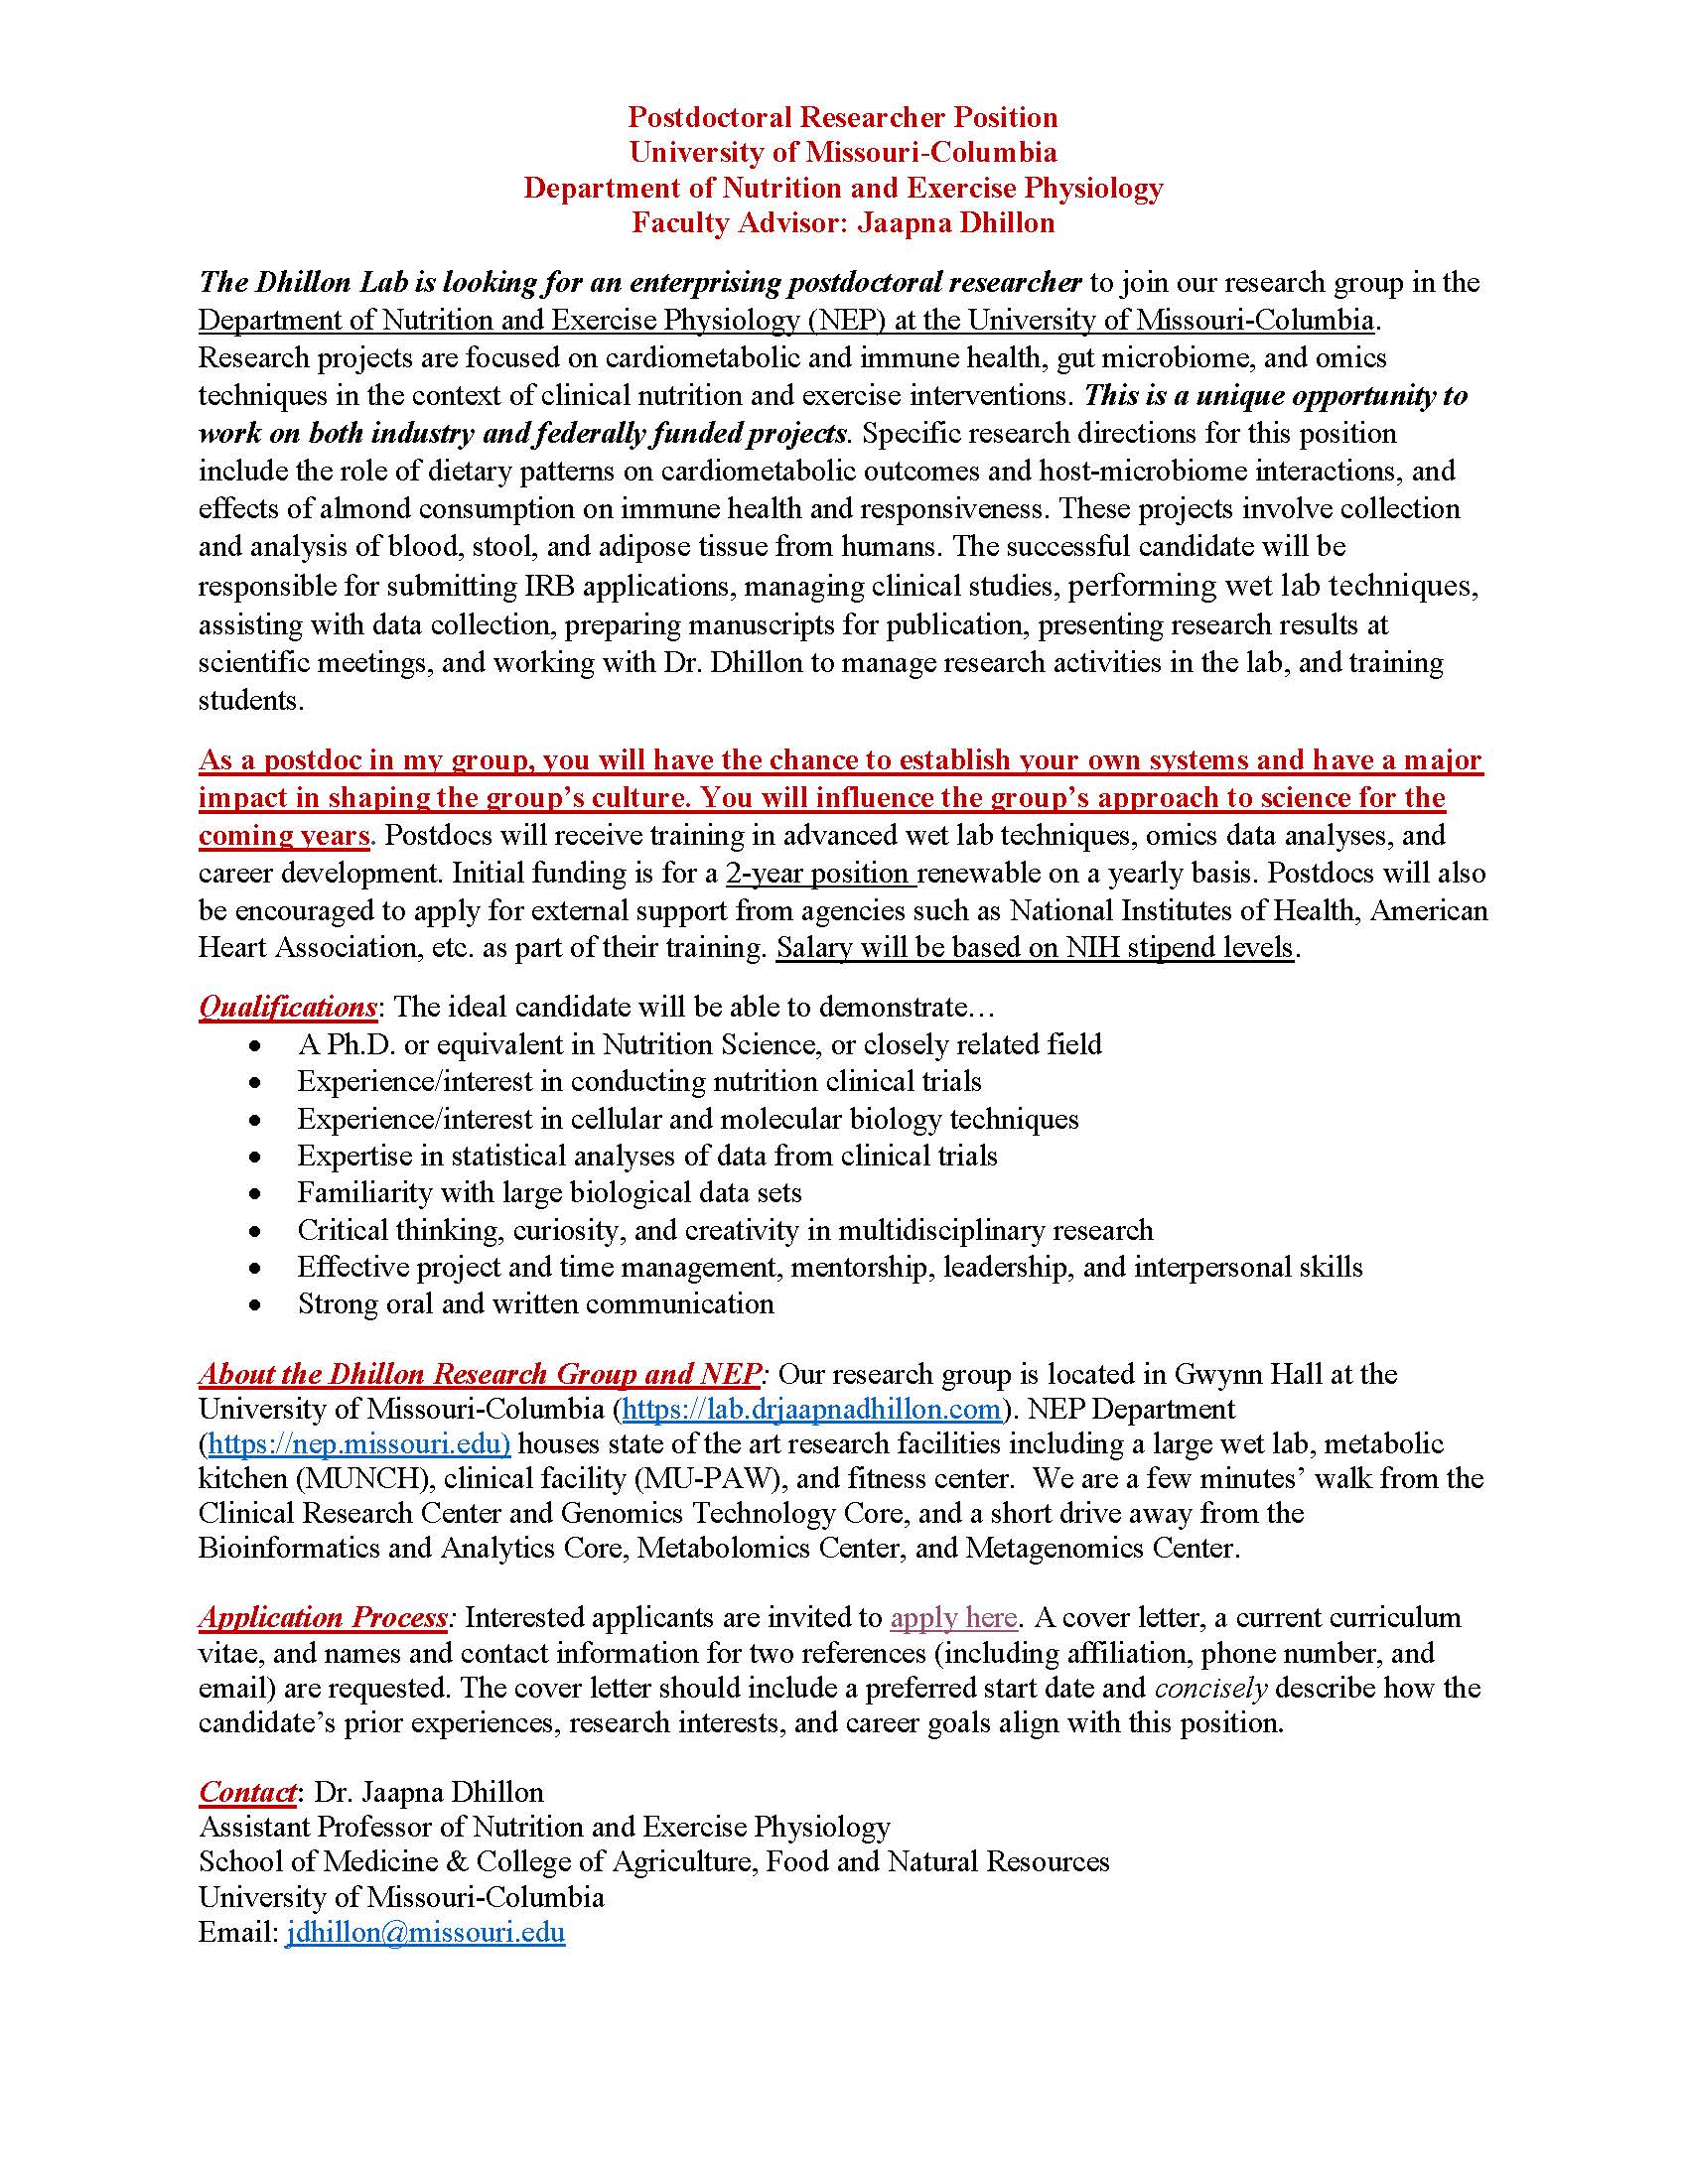 Postdoctoral Researcher Position
University of Missouri-Columbia
Department of Nutrition and Exercise Physiology
Faculty Advisor: Jaapna Dhillon
The Dhillon Lab is looking for an enterprising postdoctoral researcher to join our research group in the
Department of Nutrition and Exercise Physiology (NEP) at the University of Missouri-Columbia.
Research projects are focused on cardiometabolic and immune health, gut microbiome, and omics
techniques in the context of clinical nutrition and exercise interventions. This is a unique opportunity to
work on both industry and federally funded projects. Specific research directions for this position
include the role of dietary patterns on cardiometabolic outcomes and host-microbiome interactions, and
effects of almond consumption on immune health and responsiveness. These projects involve collection
and analysis of blood, stool, and adipose tissue from humans. The successful candidate will be
responsible for submitting IRB applications, managing clinical studies, performing wet lab techniques,
assisting with data collection, preparing manuscripts for publication, presenting research results at
scientific meetings, and working with Dr. Dhillon to manage research activities in the lab, and training
students.
As a postdoc in my group, you will have the chance to establish your own systems and have a major
impact in shaping the group’s culture. You will influence the group’s approach to science for the
coming years. Postdocs will receive training in advanced wet lab techniques, omics data analyses, and
career development. Initial funding is for a 2-year position renewable on a yearly basis. Postdocs will also
be encouraged to apply for external support from agencies such as National Institutes of Health, American
Heart Association, etc. as part of their training. Salary will be based on NIH stipend levels.
Qualifications: The ideal candidate will be able to demonstrate…
• A Ph.D. or equivalent in Nutrition Science, or closely related field
• Experience/interest in conducting nutrition clinical trials
• Experience/interest in cellular and molecular biology techniques
• Expertise in statistical analyses of data from clinical trials
• Familiarity with large biological data sets
• Critical thinking, curiosity, and creativity in multidisciplinary research
• Effective project and time management, mentorship, leadership, and interpersonal skills
• Strong oral and written communication
About the Dhillon Research Group and NEP: Our research group is located in Gwynn Hall at the
University of Missouri-Columbia (https://lab.drjaapnadhillon.com). NEP Department
(https://nep.missouri.edu) houses state of the art research facilities including a large wet lab, metabolic
kitchen (MUNCH), clinical facility (MU-PAW), and fitness center. We are a few minutes’ walk from the
Clinical Research Center and Genomics Technology Core, and a short drive away from the
Bioinformatics and Analytics Core, Metabolomics Center, and Metagenomics Center.
Application Process: Interested applicants are invited to apply here. A cover letter, a current curriculum
vitae, and names and contact information for two references (including affiliation, phone number, and
email) are requested. The cover letter should include a preferred start date and concisely describe how the
candidate’s prior experiences, research interests, and career goals align with this position.
Contact: Dr. Jaapna Dhillon
Assistant Professor of Nutrition and Exercise Physiology
School of Medicine & College of Agriculture, Food and Natural Resources
University of Missouri-Columbia
Email: jdhillon@missouri.edu